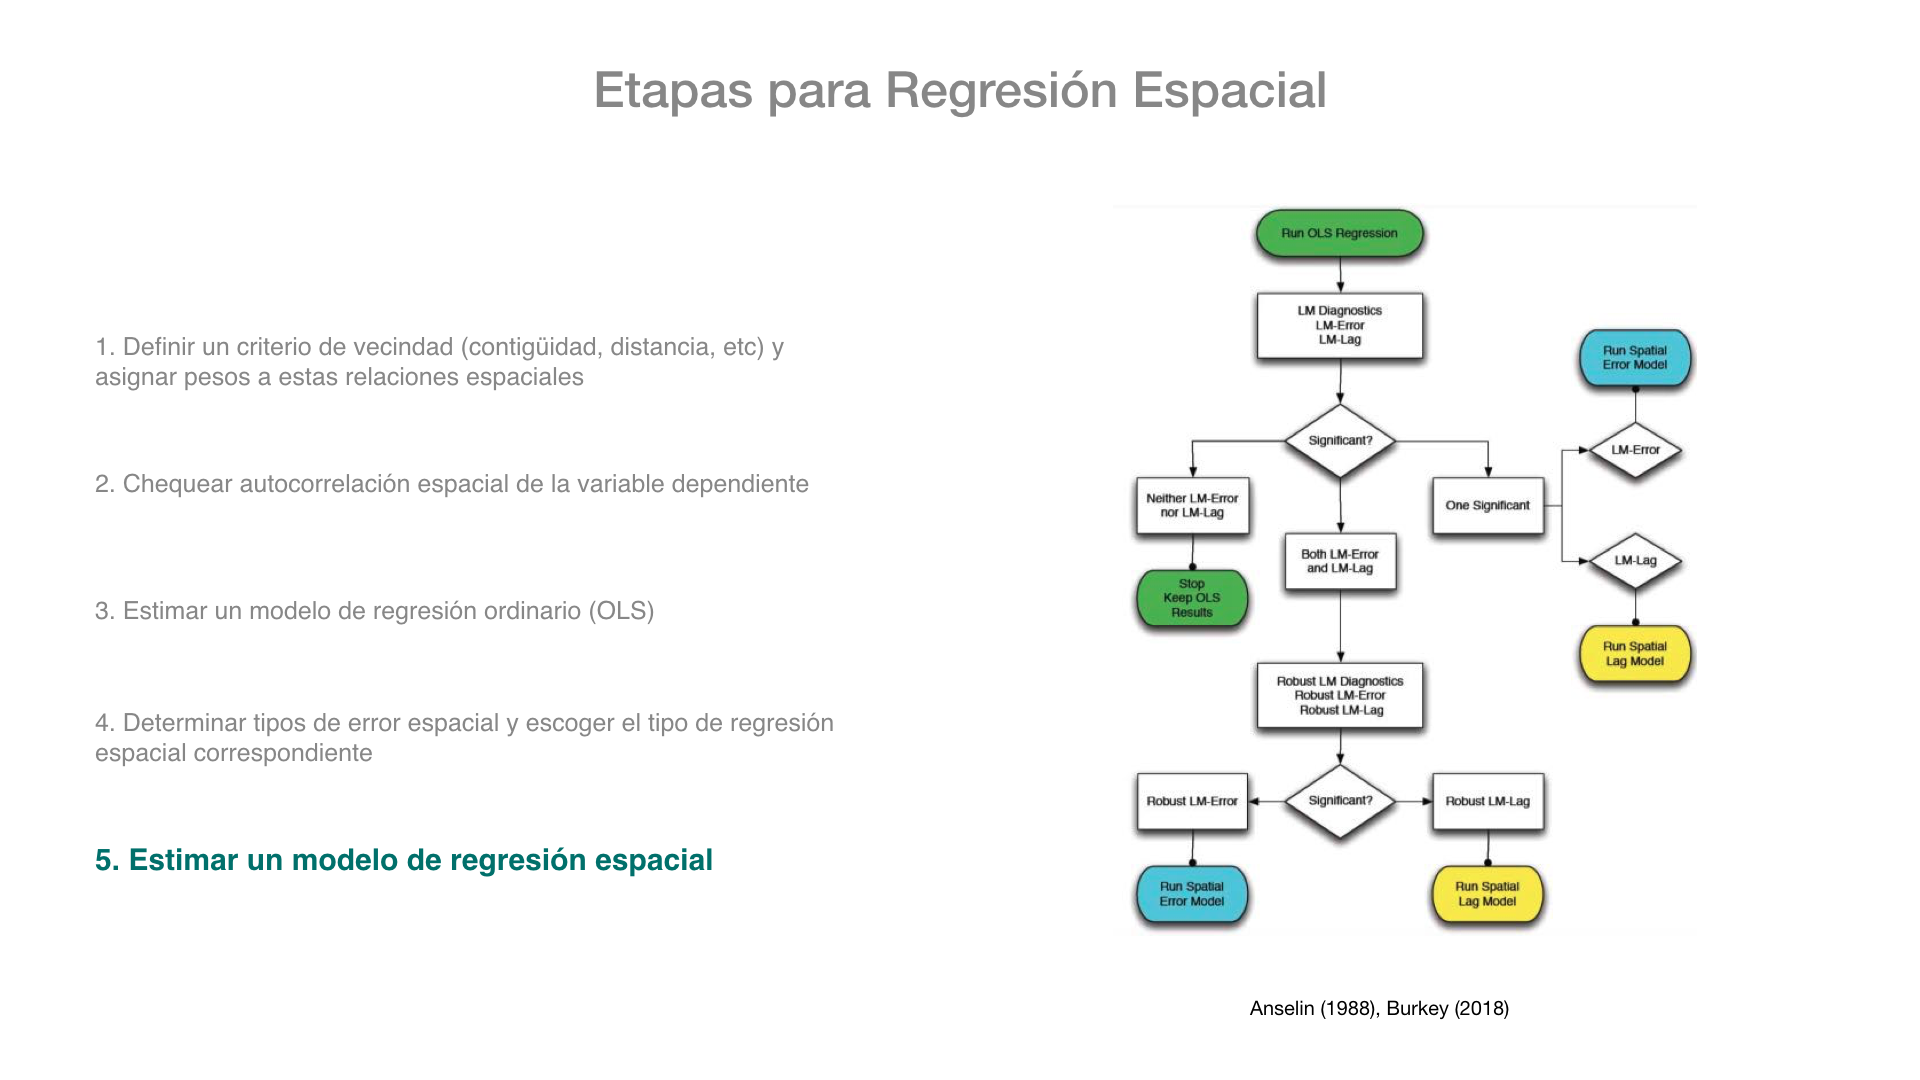 Etapas para Regresión Espacial
1. Definir un criterio de vecindad (contigüidad, distancia, etc) y
asignar pesos a estas relaciones espaciales
2. Chequear autocorrelación espacial de la variable dependiente
3. Estimar un modelo de regresión ordinario (OLS)
4. Determinar tipos de error espacial y escoger el tipo de regresión
espacial correspondiente
5. Estimar un modelo de regresión espacial
Run OLS Regression
LM Diagnostics
LM-Error
LM-Lag
Significant?
Neither LM-Error
nor LM-Lag
Stop
Keep OLS
Results
Both LM-Error
and LM-Lag
One Significant
LM-Error
Run Spatial
Error Model
LM-Lag
Run Spatial
Lag Model
Robust LM Diagnostics
Robust LM-Error
Robust LM-Lag
Significant?
Robust LM-Error
Robust LM-Lag
Run Spatial
Error Model
Run Spatial
Lag Model
Anselin (1988), Burkey (2018)